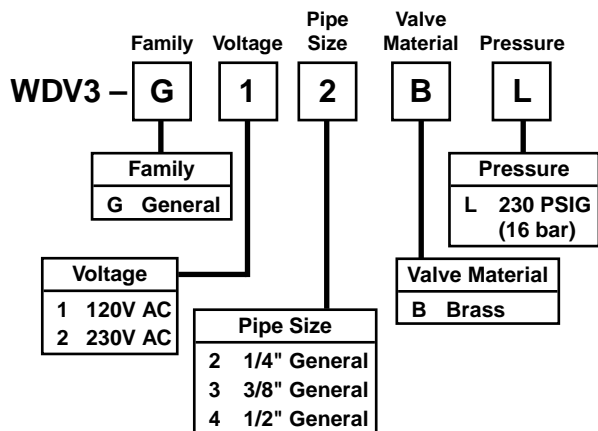 Family Voltage Pipe Size Valve Material Pressure
WDV3 – G 1 2 B L
Family
G General
Pressure
L 230 PSIG
(16 bar)
Voltage
1 120V AC
2 230V AC
Valve Material
B Brass
Pipe Size
2 1/4" General
3 3/8" General
4 1/2" General